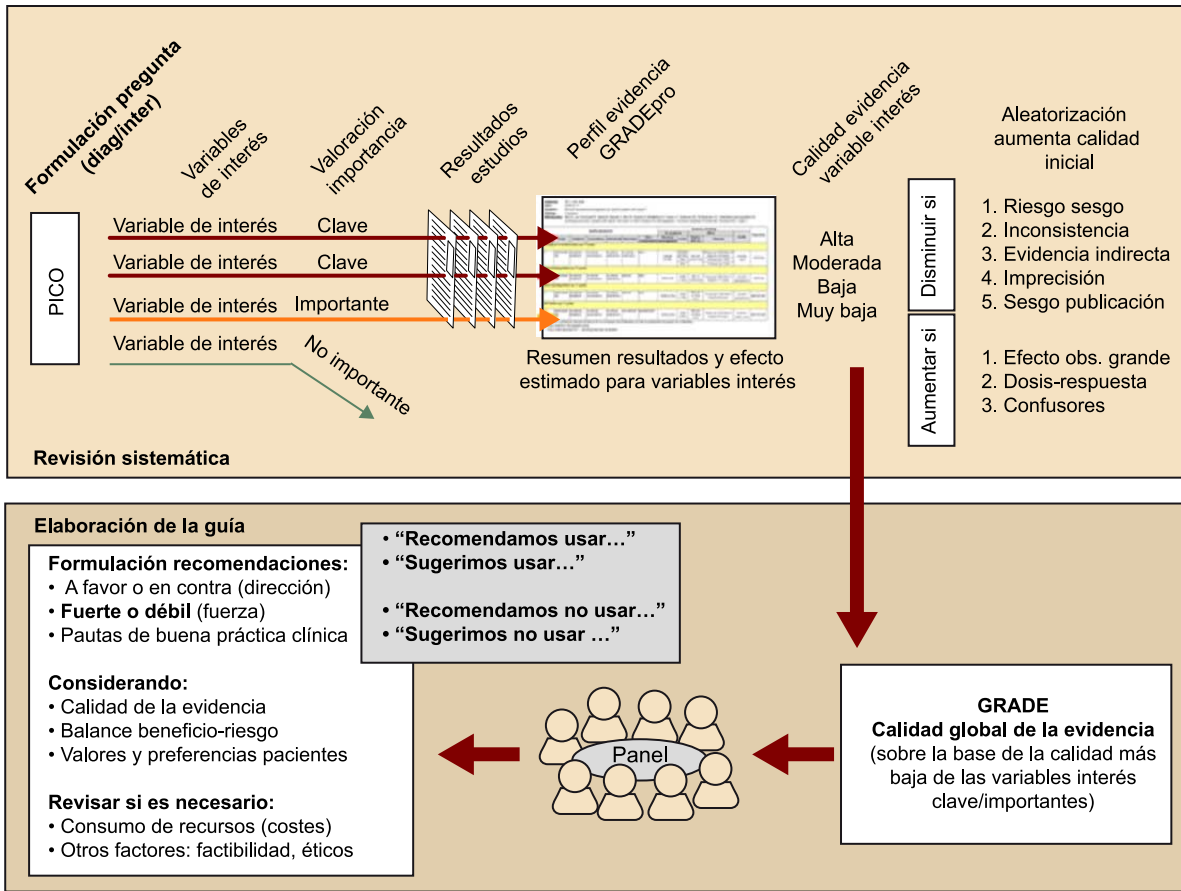 Formulación pregunta
(diag/inter)
Variables
de interés
Valoración
importancia
Resultados
estudios
Perfil evidencia
GRADEpro
Calidad evidencia
variable interés
Aleatorización
aumenta calidad
inicial
PICO
Variable de interés
Clave
Variable de interés
Clave
Variable de interés
Importante
Variable de interés
No importante
Resumen resultados y efecto
estimado para variables interés
Alta
Moderada
Baja
Muy baja
Disminuir si
1. Riesgo sesgo
2. Inconsistencia
3. Evidencia indirecta
4. Imprecisión
5. Sesgo publicación
Aumentar si
1. Efecto obs. grande
2. Dosis-respuesta
3. Confusores
Revisión sistemática
Elaboración de la guía
Formulación recomendaciones:
• A favor o en contra (dirección)
• Fuerte o débil (fuerza)
• Pautas de buena práctica clínica
Considerando:
• Calidad de la evidencia
• Balance beneficio-riesgo
• Valores y preferencias pacientes
Revisar si es necesario:
• Consumo de recursos (costes)
• Otros factores: factibilidad, éticos
• “Recomendamos usar...”
• “Sugerimos usar...”
• “Recomendamos no usar...”
• “Sugerimos no usar ...”
Panel
GRADE
Calidad global de la evidencia
(sobre la base de la calidad más
baja de las variables interés
clave/importantes)